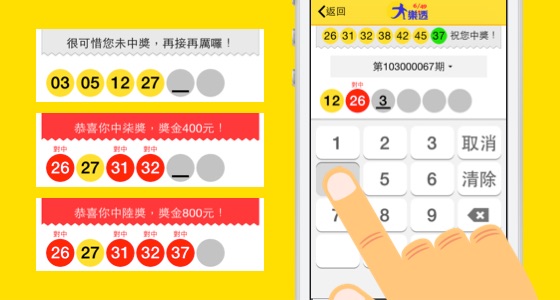 很可惜您未中獎，再接再厲囉！
03 05 12 27
恭喜你中柒獎，獎金400元！
對中 對中 對中
26 27 31 32
恭喜你中陸獎，獎金800元！
對中 對中 對中 對中
26 27 31 32 37
返回
6/49
樂透
26 31 32 38 42 45 37 祝您中獎！
第103000067期
對中
12 26 3
1 2 3 取消
5 6 清除
7 8 9